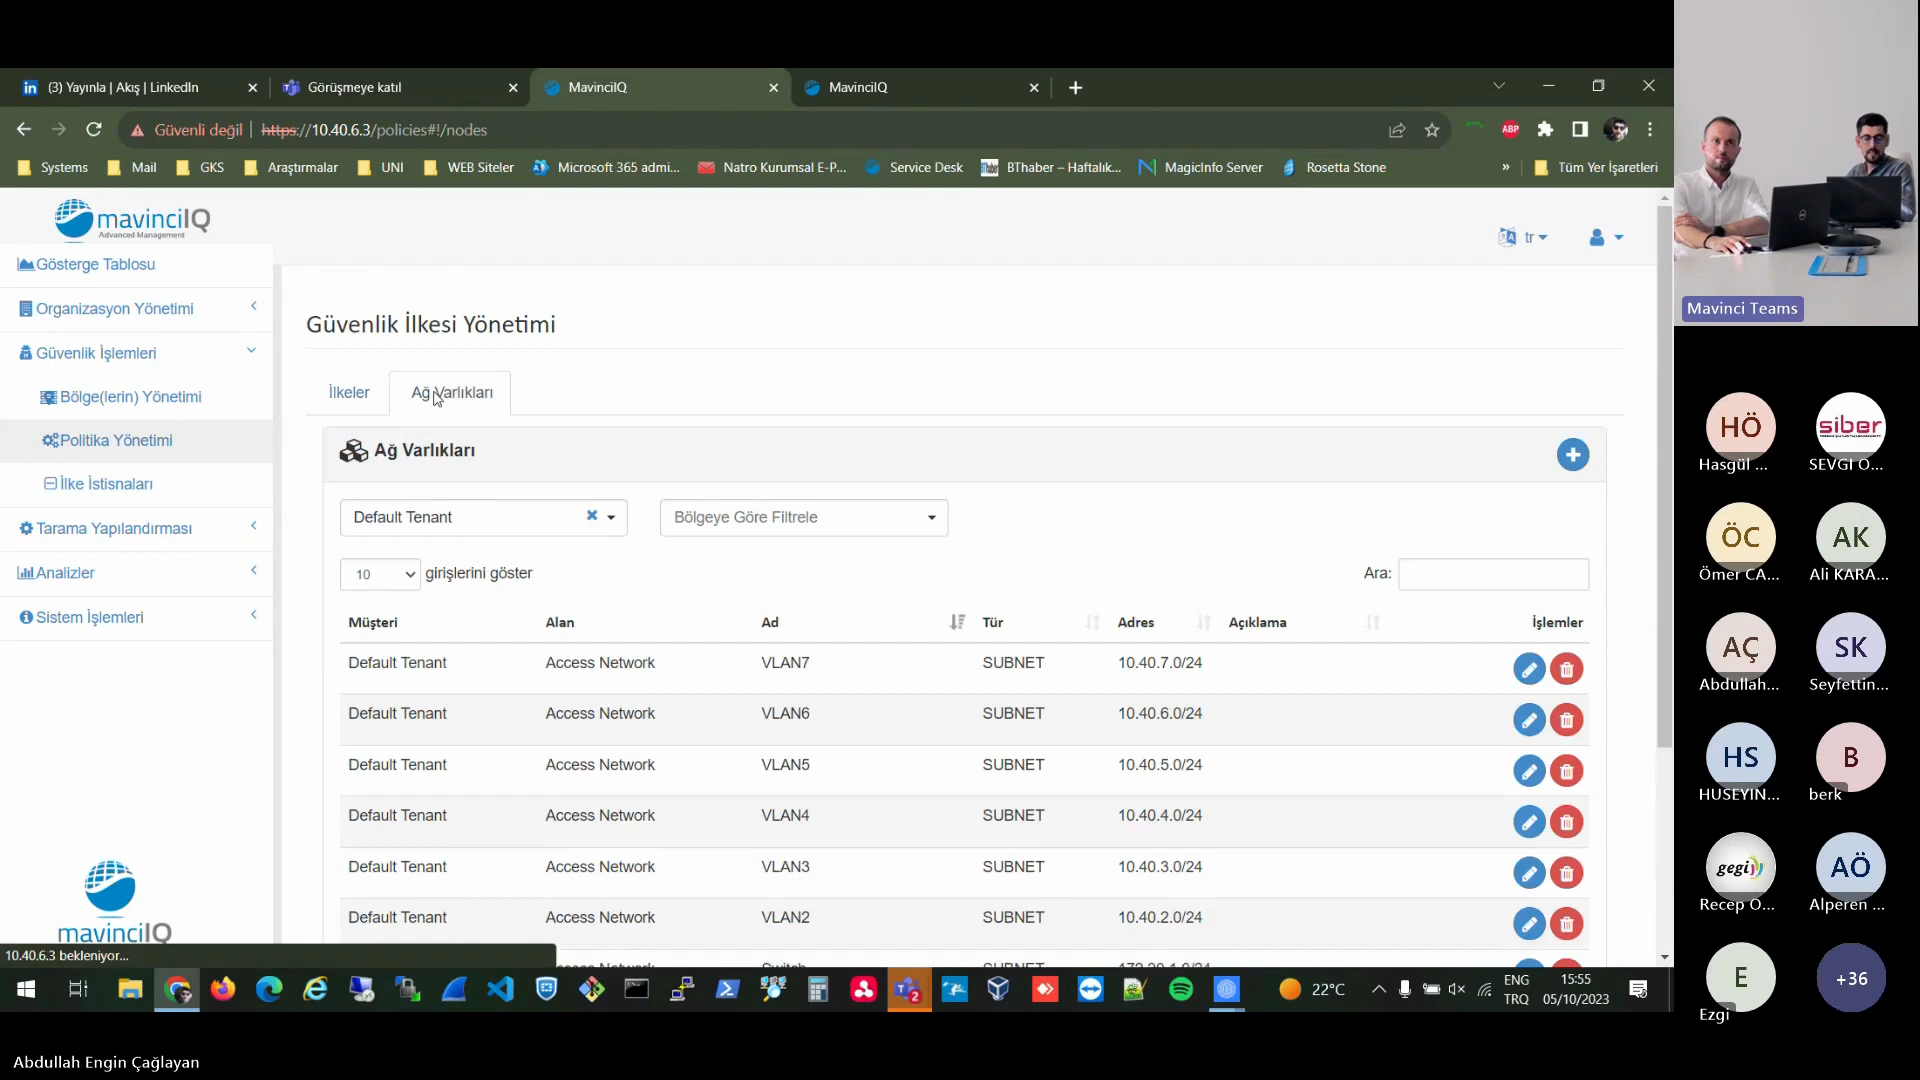 (3) Yayınla | Akış | LinkedIn
Görüşmeye katıl
MavinciIQ
MavinciIQ
Güvenli değil
https://10.40.6.3/policies#!/nodes
ABP
Systems
Mail
GKS
Araştırmalar
UNI
WEB Siteler
Microsoft 365 admi...
Natro Kurumsal E-P...
Service Desk
BThaber – Haftalık...
MagicInfo Server
Rosetta Stone
»
Tüm Yer İşaretleri
mavinciIQ
Advanced Management
tr
Gösterge Tablosu
Organizasyon Yönetimi
Güvenlik İşlemleri
Bölge(lerin) Yönetimi
Politika Yönetimi
İlke İstisnaları
Tarama Yapılandırması
Analizler
Sistem İşlemleri
mavinciIQ
10.40.6.3 bekleniyor...
Güvenlik İlkesi Yönetimi
İlkeler
Ağ Varlıkları
Ağ Varlıkları
Default Tenant
Bölgeye Göre Filtrele
10 girişlerini göster
Ara:
Müşteri Alan Ad Tür Adres Açıklama İşlemler
Default Tenant Access Network VLAN7 SUBNET 10.40.7.0/24
Default Tenant Access Network VLAN6 SUBNET 10.40.6.0/24
Default Tenant Access Network VLAN5 SUBNET 10.40.5.0/24
Default Tenant Access Network VLAN4 SUBNET 10.40.4.0/24
Default Tenant Access Network VLAN3 SUBNET 10.40.3.0/24
Default Tenant Access Network VLAN2 SUBNET 10.40.2.0/24
22°C
ENG
TRQ
15:55
05/10/2023
Mavinci Teams
HÖ
Hasgül ...
siber
SEVGI O...
ÖC
Ömer CA...
AK
Ali KARA...
AÇ
Abdullah...
SK
Seyfettin...
HS
HUSEYIN...
B
berk
gegi
Recep O...
AÖ
Alperen ...
E
Ezgi
+36
Abdullah Engin Çağlayan